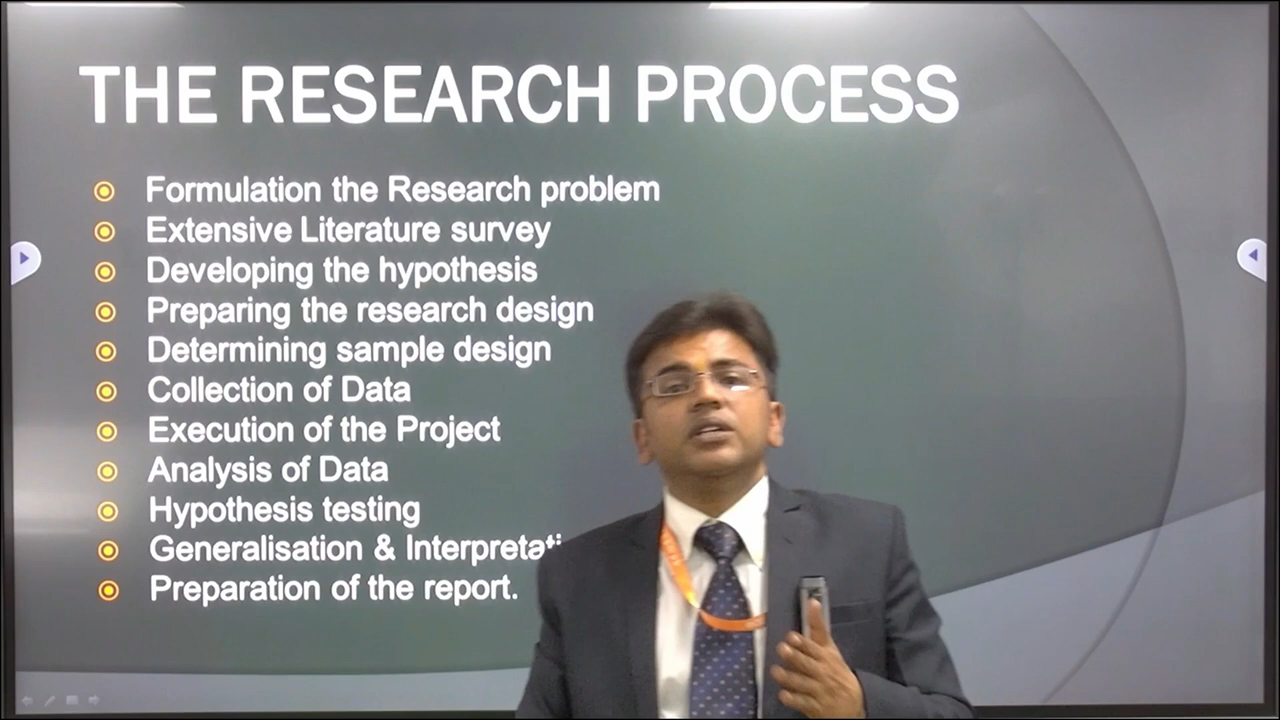 THE RESEARCH PROCESS
Formulation the Research problem
Extensive Literature survey
Developing the hypothesis
Preparing the research design
Determining sample design
Collection of Data
Execution of the Project
Analysis of Data
Hypothesis testing
Generalisation & Interpretati
Preparation of the report.